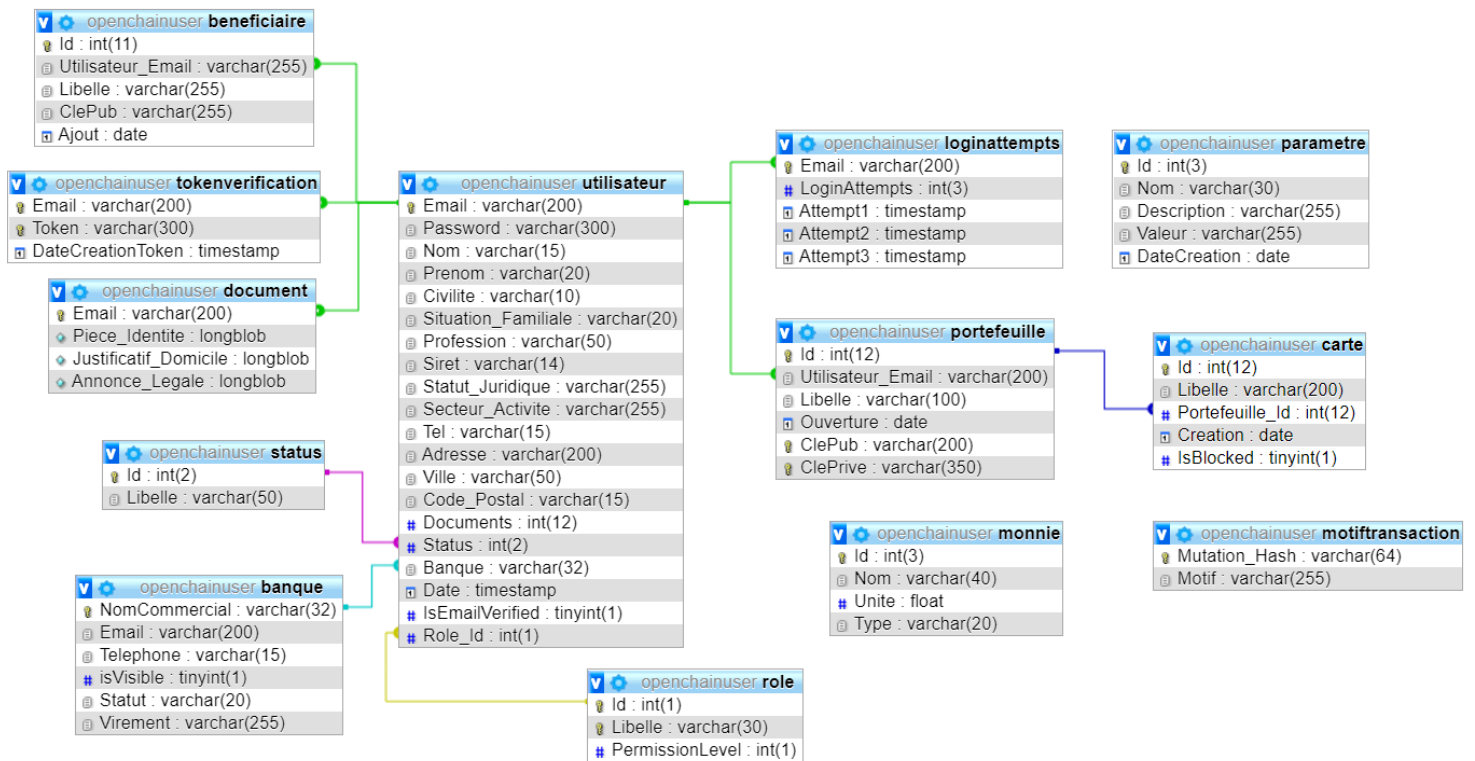 openchainuser beneficiaire
Id : int(11)
Utilisateur_Email : varchar(255)
Libelle : varchar(255)
ClePub : varchar(255)
Ajout : date
openchainuser tokenverification
Email : varchar(200)
Token : varchar(300)
DateCreationToken : timestamp
openchainuser document
Email : varchar(200)
Piece_Identite : longblob
Justificatif_Domicile : longblob
Annonce_Legale : longblob
openchainuser status
Id : int(2)
Libelle : varchar(50)
openchainuser banque
NomCommercial : varchar(32)
Email : varchar(200)
Telephone : varchar(15)
isVisible : tinyint(1)
Statut : varchar(20)
Virement : varchar(255)
openchainuser utilisateur
Email : varchar(200)
Password : varchar(300)
Nom : varchar(15)
Prenom : varchar(20)
Civilite : varchar(10)
Situation_Familiale : varchar(20)
Profession : varchar(50)
Siret : varchar(14)
Statut_Juridique : varchar(255)
Secteur_Activite : varchar(255)
Tel : varchar(15)
Adresse : varchar(200)
Ville : varchar(50)
Code_Postal : varchar(15)
Documents : int(12)
Status : int(2)
Banque : varchar(32)
Date : timestamp
IsEmailVerified : tinyint(1)
Role_Id : int(1)
openchainuser role
Id : int(1)
Libelle : varchar(30)
PermissionLevel : int(1)
openchainuser loginattempts
Email : varchar(200)
LoginAttempts : int(3)
Attempt1 : timestamp
Attempt2 : timestamp
Attempt3 : timestamp
openchainuser portefeuille
Id : int(12)
Utilisateur_Email : varchar(200)
Libelle : varchar(100)
Ouverture : date
ClePub : varchar(200)
ClePrive : varchar(350)
openchainuser monnie
Id : int(3)
Nom : varchar(40)
Unite : float
Type : varchar(20)
openchainuser parametre
Id : int(3)
Nom : varchar(30)
Description : varchar(255)
Valeur : varchar(255)
DateCreation : date
openchainuser carte
Id : int(12)
Libelle : varchar(200)
Portefeuille_Id : int(12)
Creation : date
IsBlocked : tinyint(1)
openchainuser motiftransaction
Mutation_Hash : varchar(64)
Motif : varchar(255)